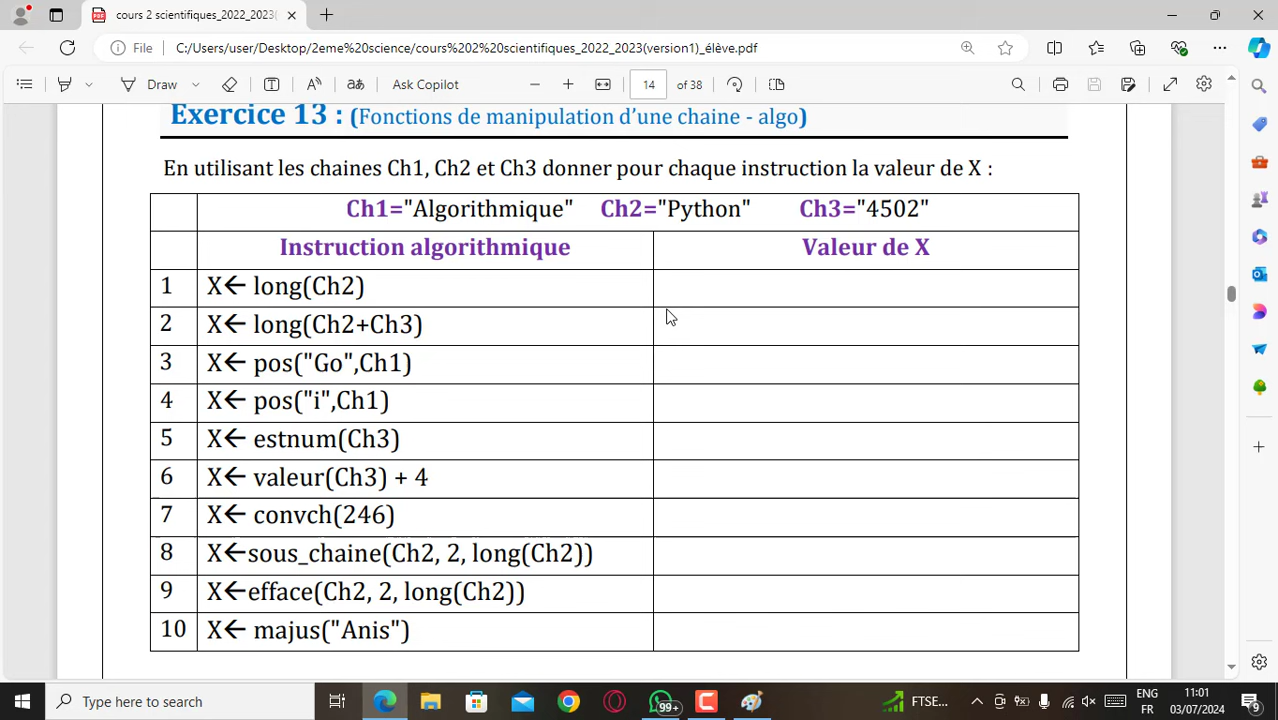 cours 2 scientifiques_2022_2023(
File
C:/Users/user/Desktop/2eme%20science/cours%202%20scientifiques_2022_2023(version1)_élève.pdf
Draw
aあ
Ask Copilot
14 of 38
Exercice 13 : (Fonctions de manipulation d’une chaine - algo)
En utilisant les chaines Ch1, Ch2 et Ch3 donner pour chaque instruction la valeur de X :
Ch1="Algorithmique" Ch2="Python" Ch3="4502"
Instruction algorithmique Valeur de X
1 X← long(Ch2)
2 X← long(Ch2+Ch3)
3 X← pos("Go",Ch1)
4 X← pos("i",Ch1)
5 X← estnum(Ch3)
6 X← valeur(Ch3) + 4
7 X← convch(246)
8 X←sous_chaine(Ch2, 2, long(Ch2))
9 X←efface(Ch2, 2, long(Ch2))
10 X← majus("Anis")
Type here to search
99+
FTSE...
ENG
FR
11:01
03/07/2024
9